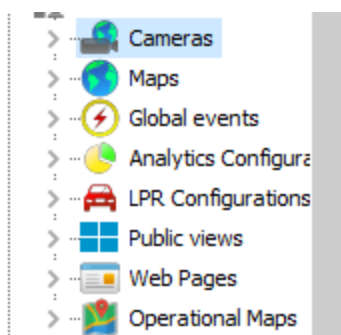 Cameras
Maps
Global events
Analytics Configura
LPR Configurations
Public views
Web Pages
Operational Maps